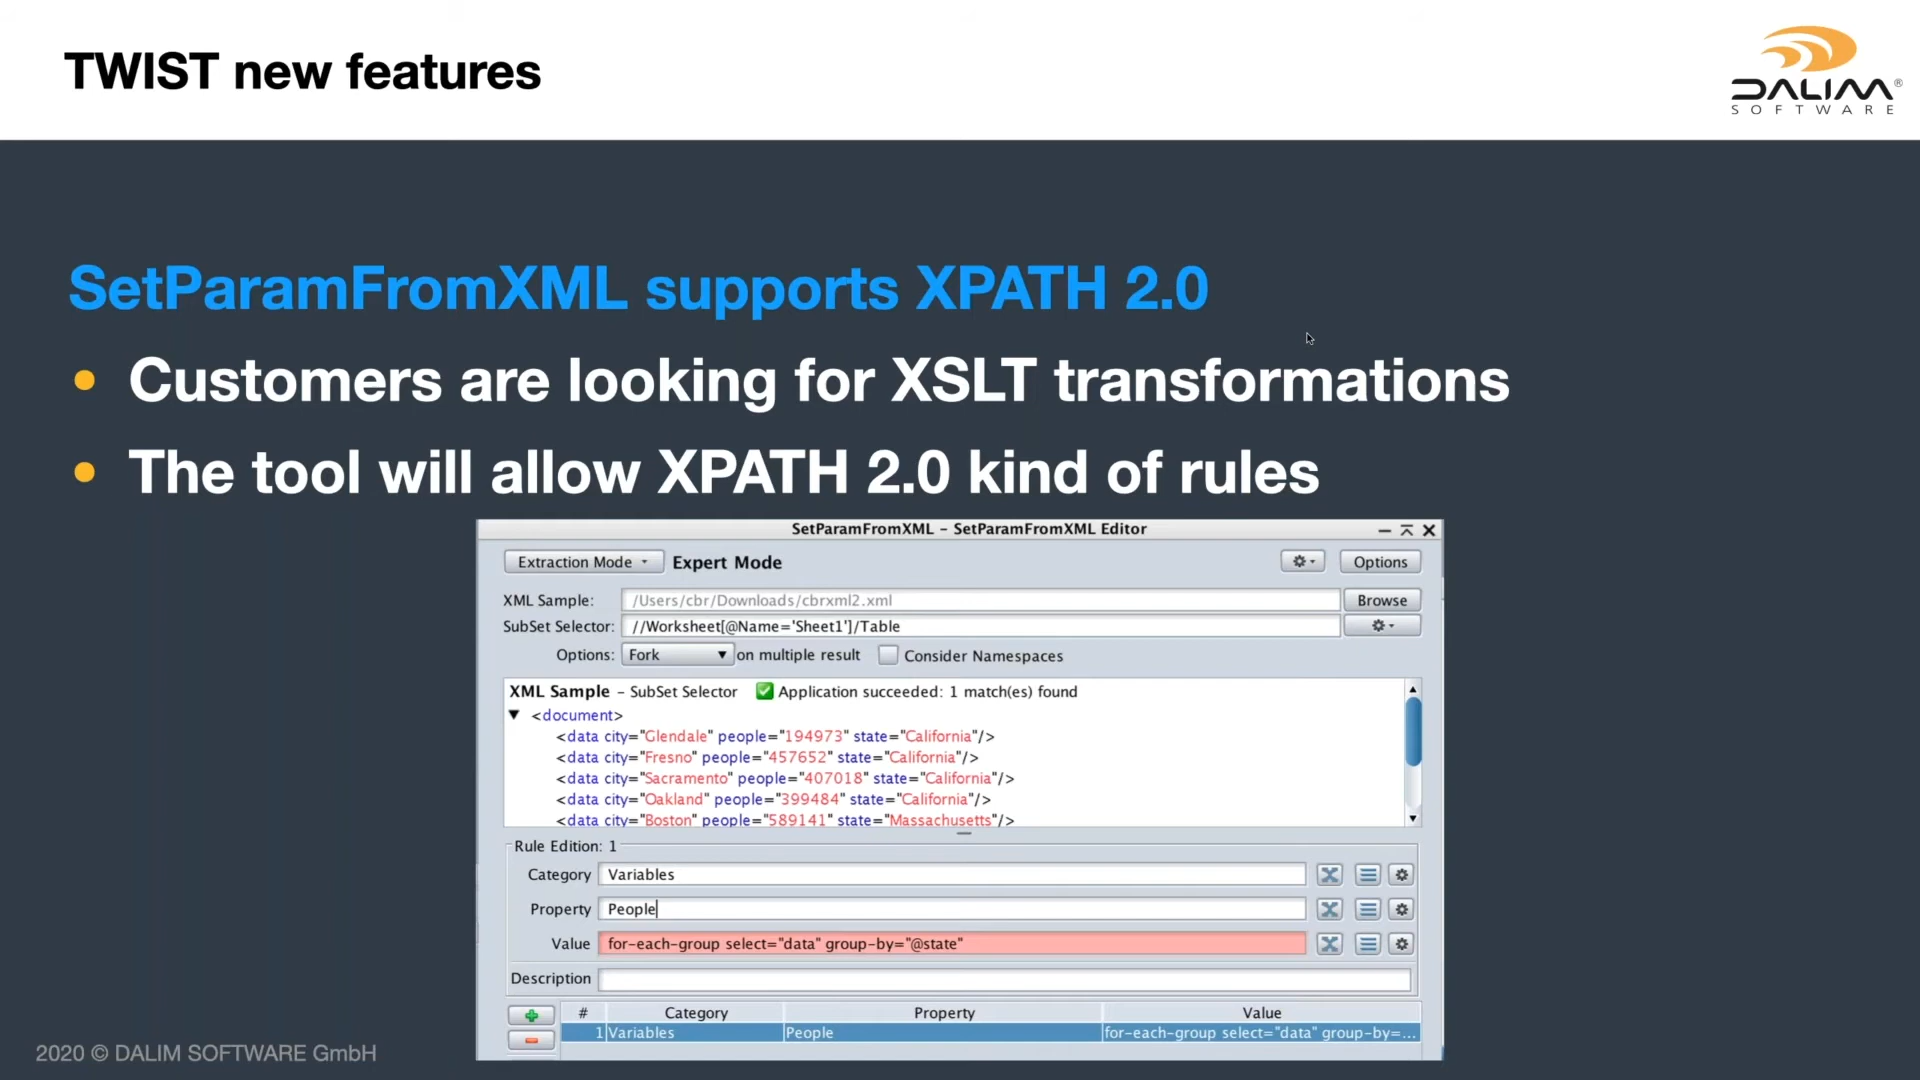 TWIST new features
DALIM®
SOFTWARE
SetParamFromXML supports XPATH 2.0
• Customers are looking for XSLT transformations
• The tool will allow XPATH 2.0 kind of rules
SetParamFromXML – SetParamFromXML Editor
Extraction Mode Expert Mode Options
XML Sample: /Users/cbr/Downloads/cbrxml2.xml Browse
SubSet Selector: //Worksheet[@Name='Sheet1']/Table
Options: Fork on multiple result Consider Namespaces
XML Sample – SubSet Selector Application succeeded: 1 match(es) found
<document>
<data city="Glendale" people="194973" state="California"/>
<data city="Fresno" people="457652" state="California"/>
<data city="Sacramento" people="407018" state="California"/>
<data city="Oakland" people="399484" state="California"/>
<data city="Boston" people="589141" state="Massachusetts"/>
Rule Edition: 1
Category Variables
Property People
Value for-each-group select="data" group-by="@state"
Description
# Category Property Value
1 Variables People for-each-group select="data" group-by=...
2020 © DALIM SOFTWARE GmbH